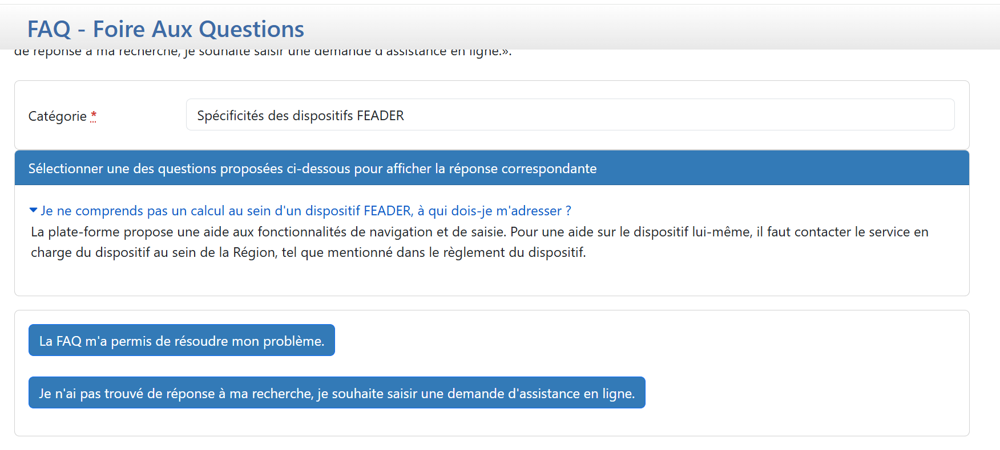 FAQ - Foire Aux Questions
de réponse à ma recherche, je souhaite saisir une demande d'assistance en ligne.».
Catégorie *
Spécificités des dispositifs FEADER
Sélectionner une des questions proposées ci-dessous pour afficher la réponse correspondante
Je ne comprends pas un calcul au sein d'un dispositif FEADER, à qui dois-je m'adresser ?
La plate-forme propose une aide aux fonctionnalités de navigation et de saisie. Pour une aide sur le dispositif lui-même, il faut contacter le service en
charge du dispositif au sein de la Région, tel que mentionné dans le règlement du dispositif.
La FAQ m'a permis de résoudre mon problème.
Je n'ai pas trouvé de réponse à ma recherche, je souhaite saisir une demande d'assistance en ligne.